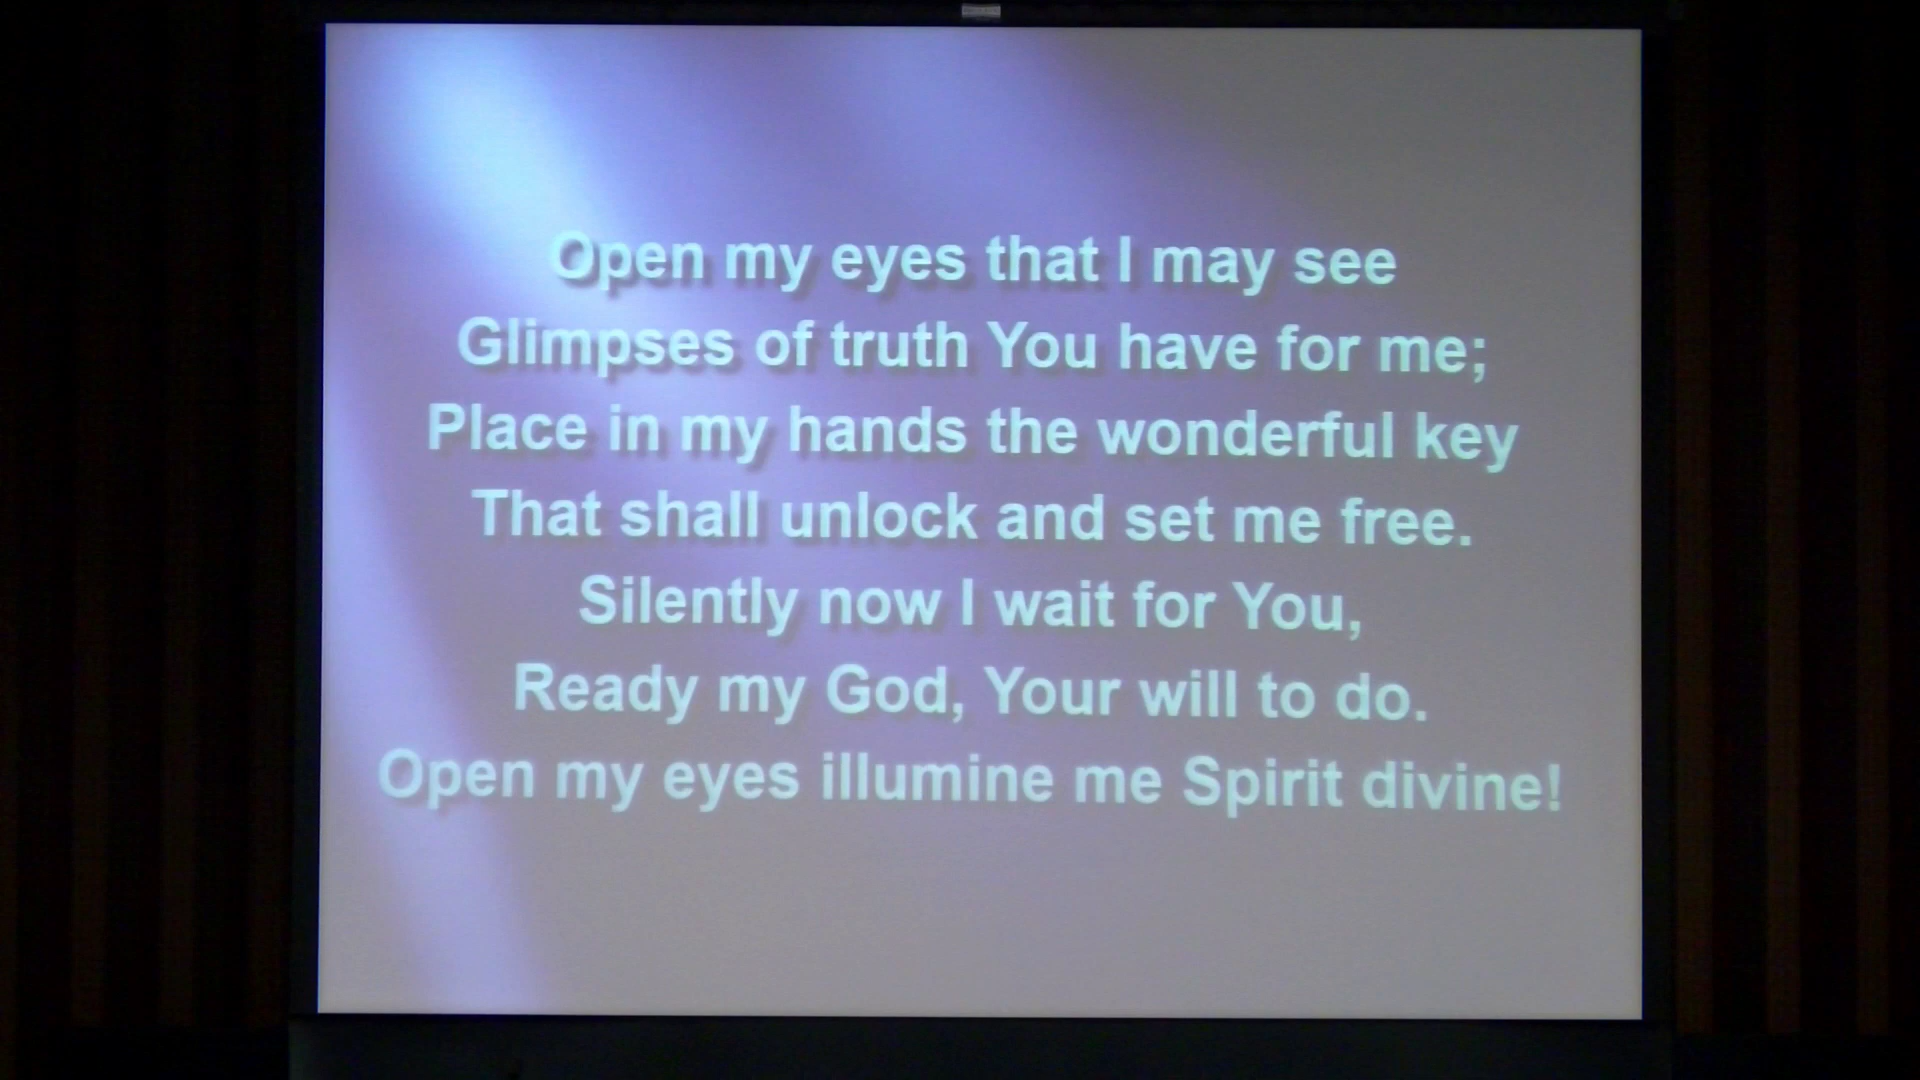 Open my eyes that I may see
Glimpses of truth You have for me;
Place in my hands the wonderful key
That shall unlock and set me free.
Silently now I wait for You,
Ready my God, Your will to do.
Open my eyes illumine me Spirit divine!